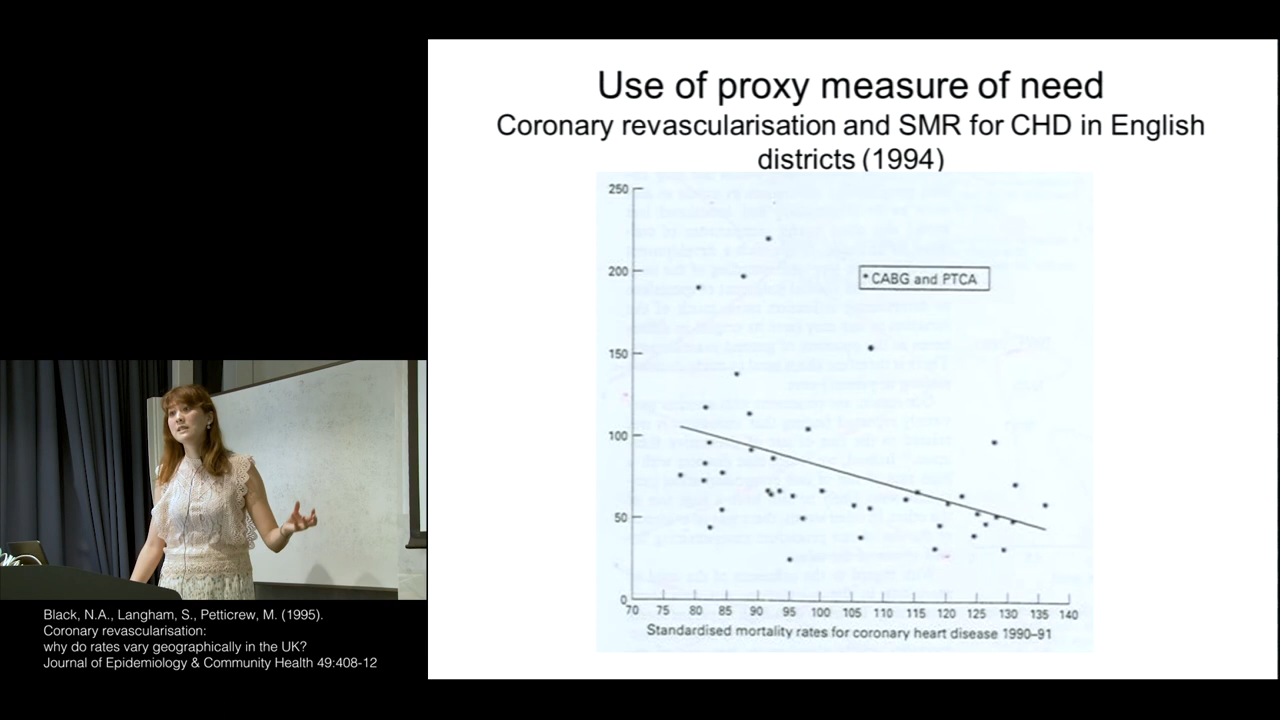 Use of proxy measure of need
Coronary revascularisation and SMR for CHD in English
districts (1994)
250
200
150
100
50
0
* CABG and PTCA
70 75 80 85 90 95 100 105 110 115 120 125 130 135 140
Standardised mortality rates for coronary heart disease 1990–91
Black, N.A., Langham, S., Petticrew, M. (1995).
Coronary revascularisation:
why do rates vary geographically in the UK?
Journal of Epidemiology & Community Health 49:408-12